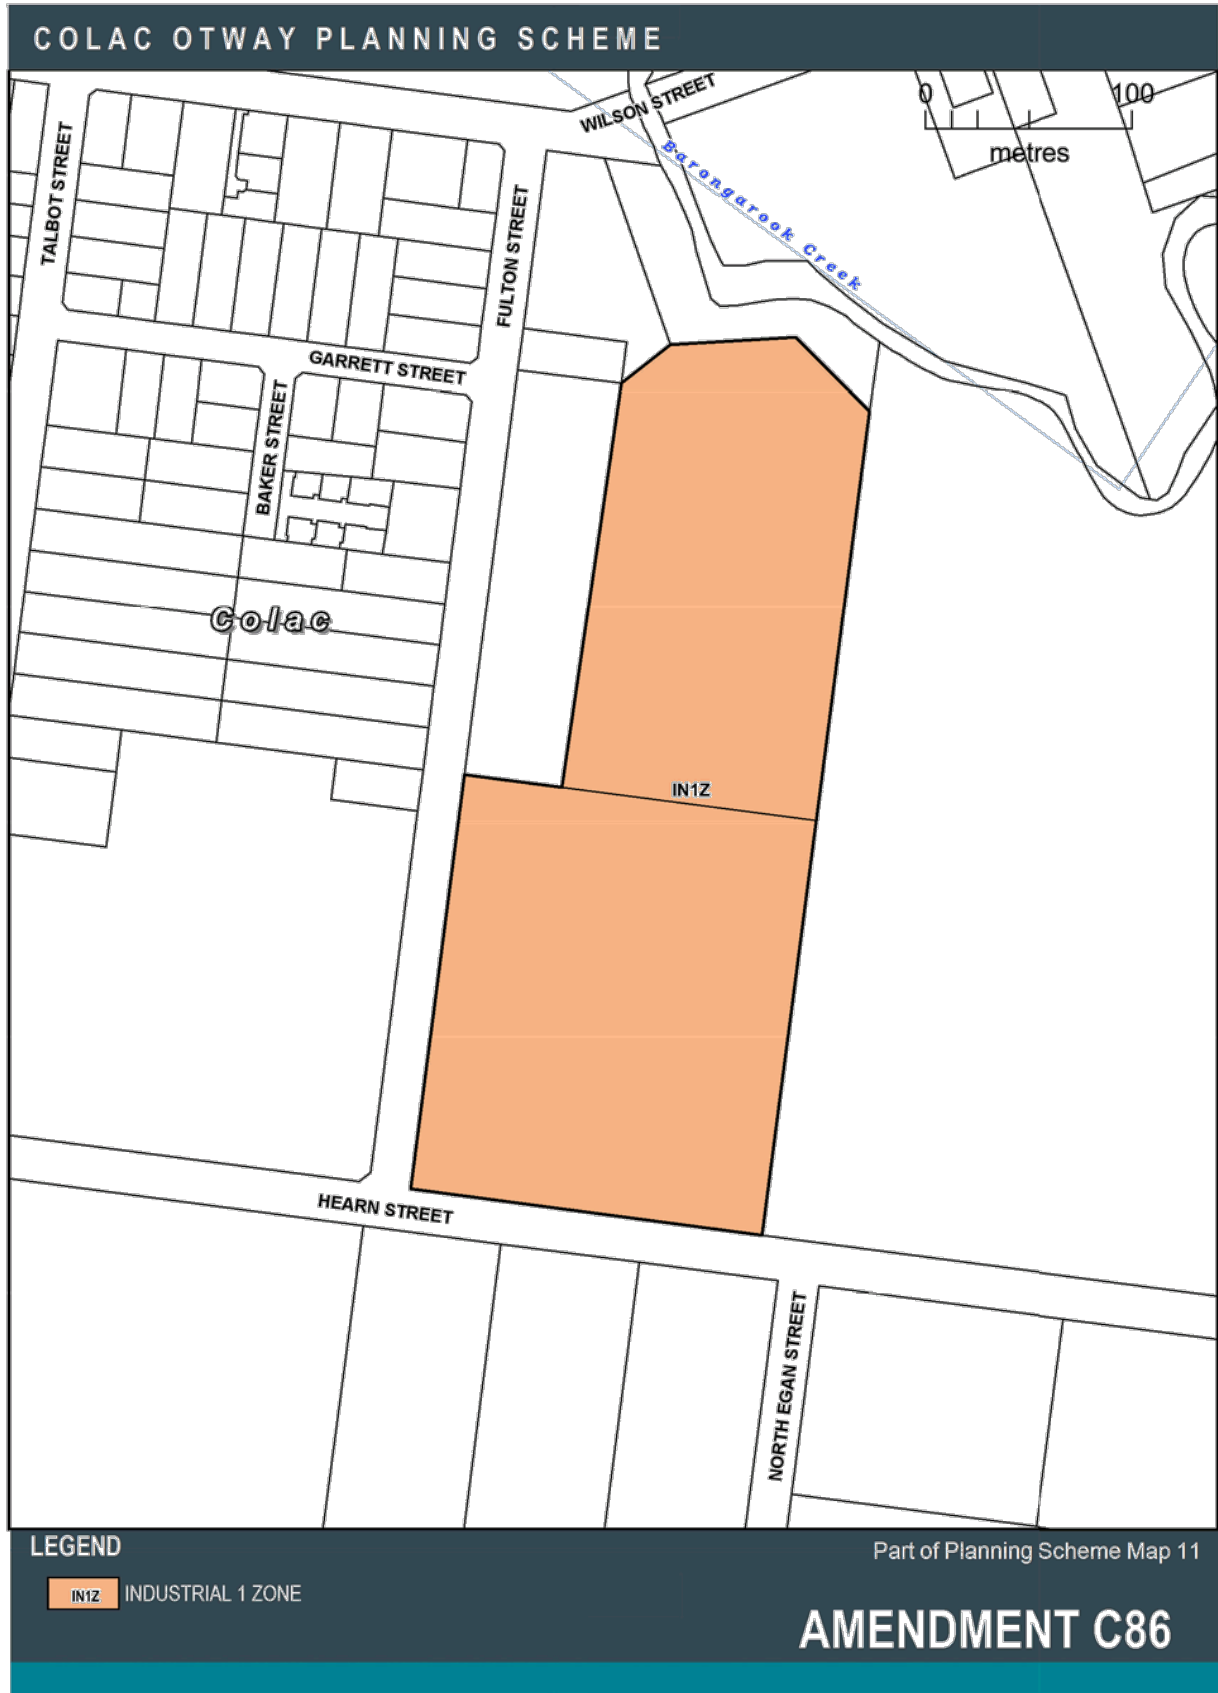 COLAC OTWAY PLANNING SCHEME
WILSON STREET
0 100
metres
TALBOT STREET
Barongarook Creek
FULTON STREET
GARRETT STREET
BAKER STREET
Colac
IN1Z
HEARN STREET
NORTH EGAN STREET
LEGEND
Part of Planning Scheme Map 11
IN1Z INDUSTRIAL 1 ZONE
AMENDMENT C86